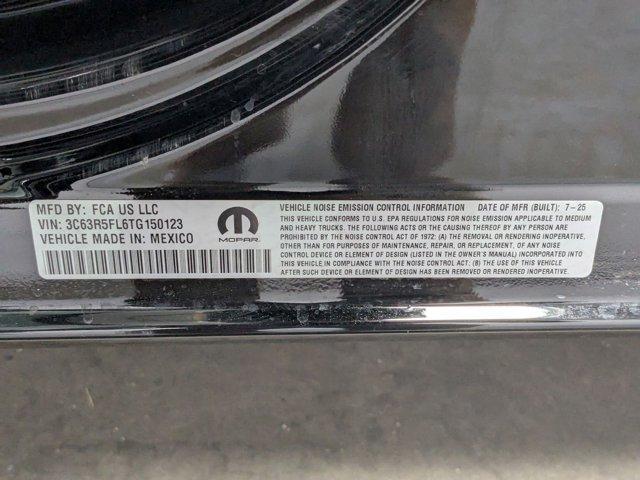 MFD BY: FCA US LLC
VIN: 3C63R5FL6TG150123
VEHICLE MADE IN: MEXICO
MOPAR.
VEHICLE NOISE EMISSION CONTROL INFORMATION DATE OF MFR (BUILT): 7-25
THIS VEHICLE CONFORMS TO U.S. EPA REGULATIONS FOR NOISE EMISSION APPLICABLE TO MEDIUM
AND HEAVY TRUCKS. THE FOLLOWING ACTS OR THE CAUSING THEREOF BY ANY PERSON ARE
PROHIBITED BY THE NOISE CONTROL ACT OF 1972: (A) THE REMOVAL OR RENDERING INOPERATIVE,
OTHER THAN FOR PURPOSES OF MAINTENANCE, REPAIR, OR REPLACEMENT, OF ANY NOISE
CONTROL DEVICE OR ELEMENT OF DESIGN (LISTED IN THE OWNER'S MANUAL) INCORPORATED INTO
THIS VEHICLE IN COMPLIANCE WITH THE NOISE CONTROL ACT; (B) THE USE OF THIS VEHICLE AFTER
SUCH DEVICE OR ELEMENT OF DESIGN HAS BEEN REMOVED OR RENDERED INOPERATIVE.